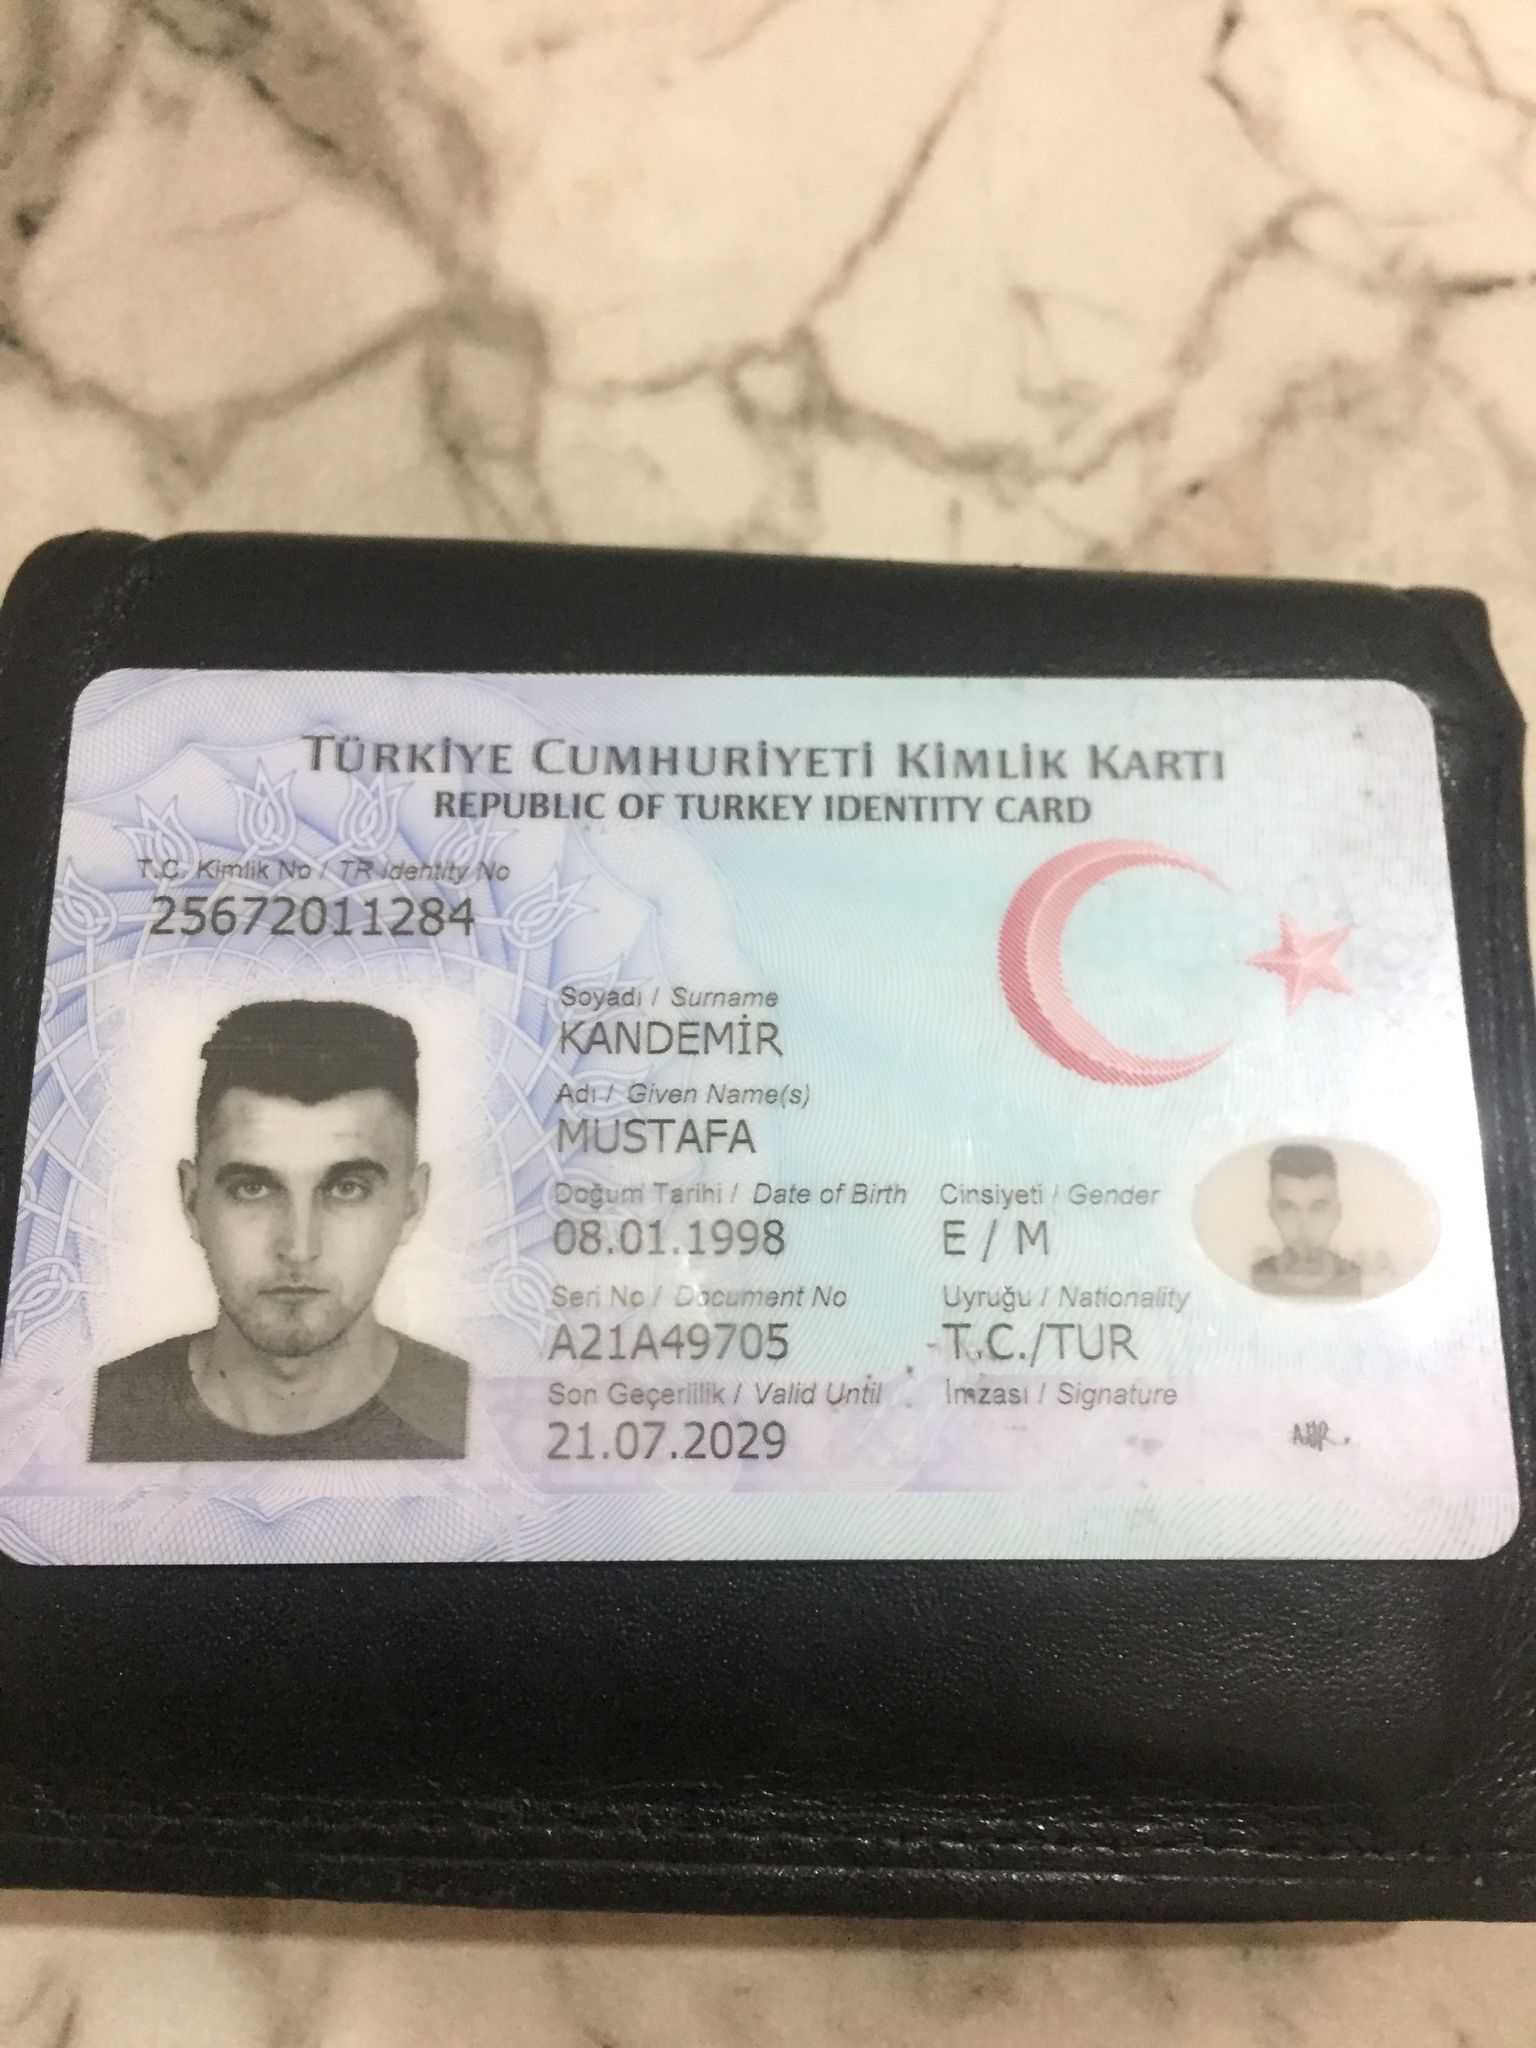 TÜRKİYE CUMHURİYETİ KİMLİK KARTI
REPUBLIC OF TURKEY IDENTITY CARD
T.C. Kimlik No / TR Identity No
25672011284
Soyadı / Surname
KANDEMİR
Adı / Given Name(s)
MUSTAFA
Doğum Tarihi / Date of Birth Cinsiyeti / Gender
08.01.1998 E / M
Seri No / Document No Uyruğu / Nationality
A21A49705 T.C./TUR
Son Geçerlilik / Valid Until İmzası / Signature
21.07.2029